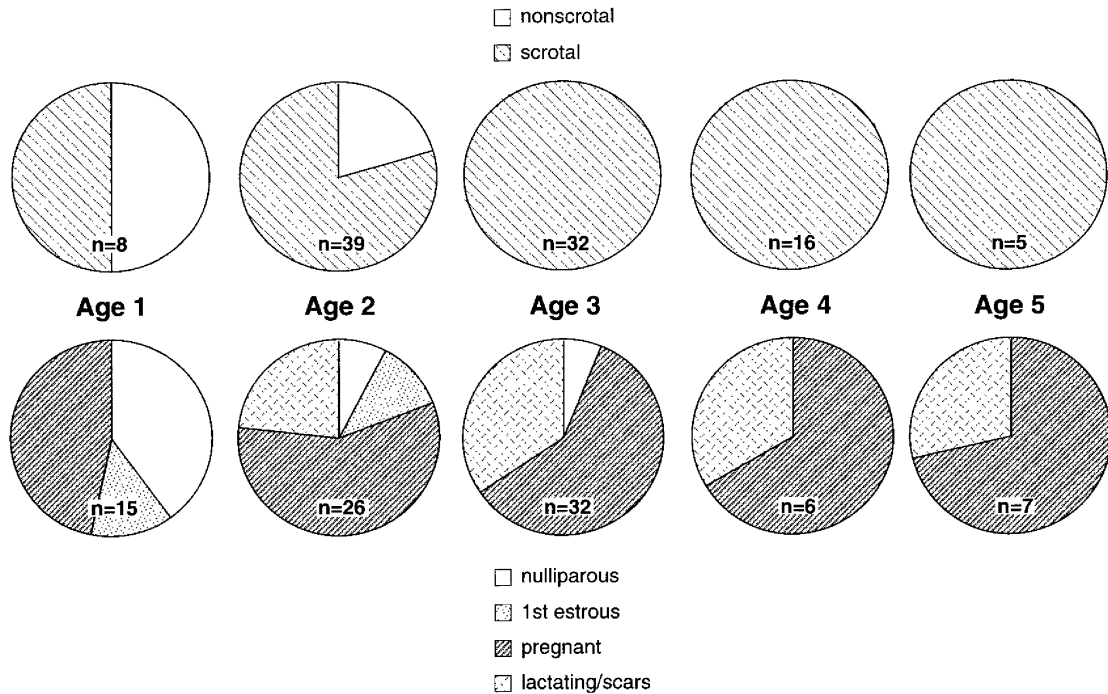 nonscrotal
scrotal
n=8
n=39
n=32
n=16
n=5
Age 1
Age 2
Age 3
Age 4
Age 5
n=15
n=26
n=32
n=6
n=7
nulliparous
1st estrous
pregnant
lactating/scars